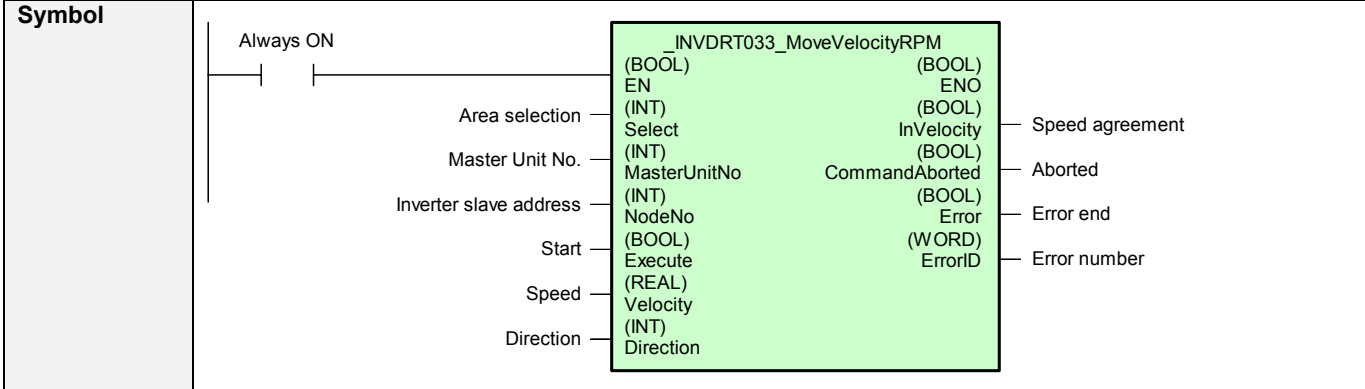 Symbol
Always ON
_INVDRT033_MoveVelocityRPM
(BOOL) (BOOL)
EN ENO
Area selection (INT) (BOOL)
Select InVelocity Speed agreement
Master Unit No. (INT) (BOOL)
MasterUnitNo CommandAborted Aborted
Inverter slave address (INT) (BOOL)
NodeNo Error Error end
Start (BOOL) (WORD)
Execute ErrorID Error number
Speed (REAL)
Velocity
Direction (INT)
Direction